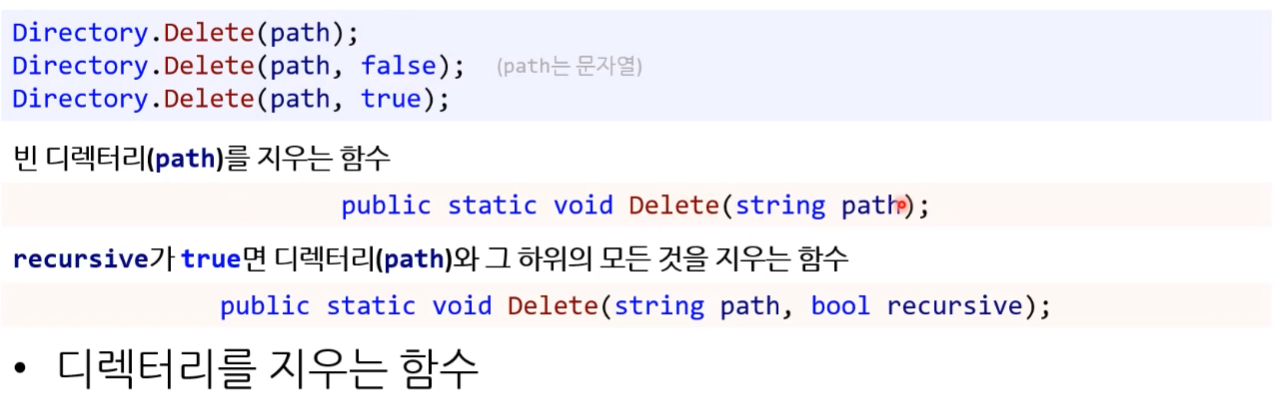 Directory.Delete(path);
Directory.Delete(path, false); (path는 문자열)
Directory.Delete(path, true);
빈 디렉터리(path)를 지우는 함수
public static void Delete(string path);
recursive가 true면 디렉터리(path)와 그 하위의 모든 것을 지우는 함수
public static void Delete(string path, bool recursive);
• 디렉터리를 지우는 함수